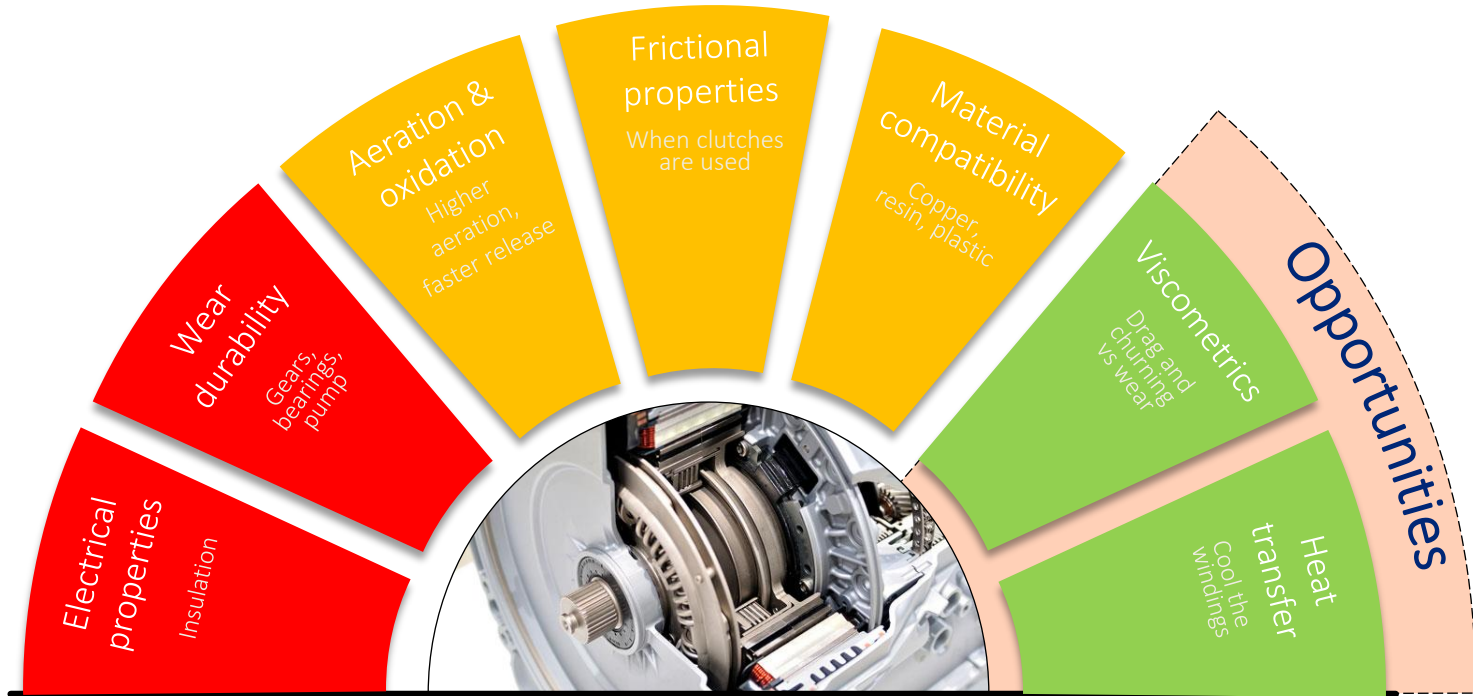 Electrical
properties
Insulation
Wear
durability
Gears,
bearings,
pump
Aeration &
oxidation
Higher
aeration,
faster release
Frictional
properties
When clutches
are used
Material
compatibility
Copper,
resin, plastic
Viscometrics
Drag and
churning
vs wear
Heat
transfer
Cool the
windings
Opportunities